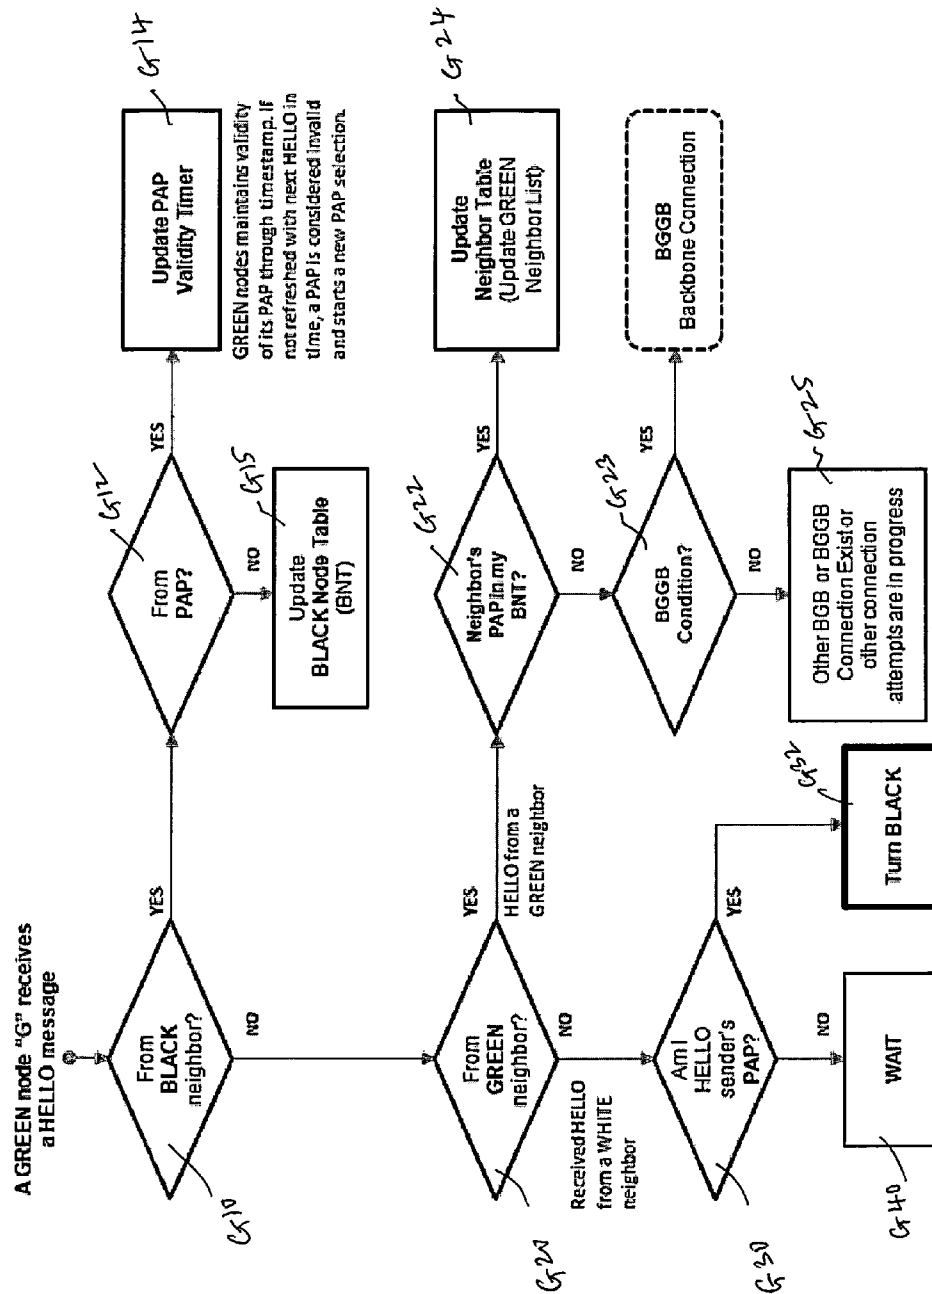 A GREEN node "G" receives
a HELLO message
From
BLACK
neighbor?
G10
YES
NO
From
PAP?
G12
YES
NO
Update PAP
Validity Timer
G14
GREEN nodes maintains validity
of its PAP through timestamp. If
not refreshed with next HELLO in
time, a PAP is considered invalid
and starts a new PAP selection.
Update
BLACK Node Table
(BNT)
G15
From
GREEN
neighbor?
G20
YES
HELLO from a
GREEN neighbor
NO
Received HELLO
from a WHITE
neighbor
Neighbor's
PAP in my
BNT?
G22
YES
NO
Update
Neighbor Table
(Update GREEN
Neighbor List)
G24
BGGB
Condition?
G23
YES
NO
BGGB
Backbone Connection
Other BGB or BGGB
Connection Exist or
other connection
attempts are in progress
G25
Am I
HELLO
sender's
PAP?
G30
YES
NO
Turn BLACK
G32
WAIT
G40